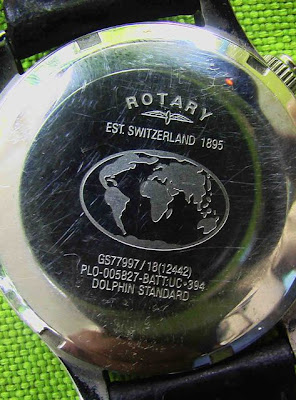 ROTARY
EST. SWITZERLAND 1895
GS77997/18(12442)
PLO-005827-BATT:UC-394
DOLPHIN STANDARD